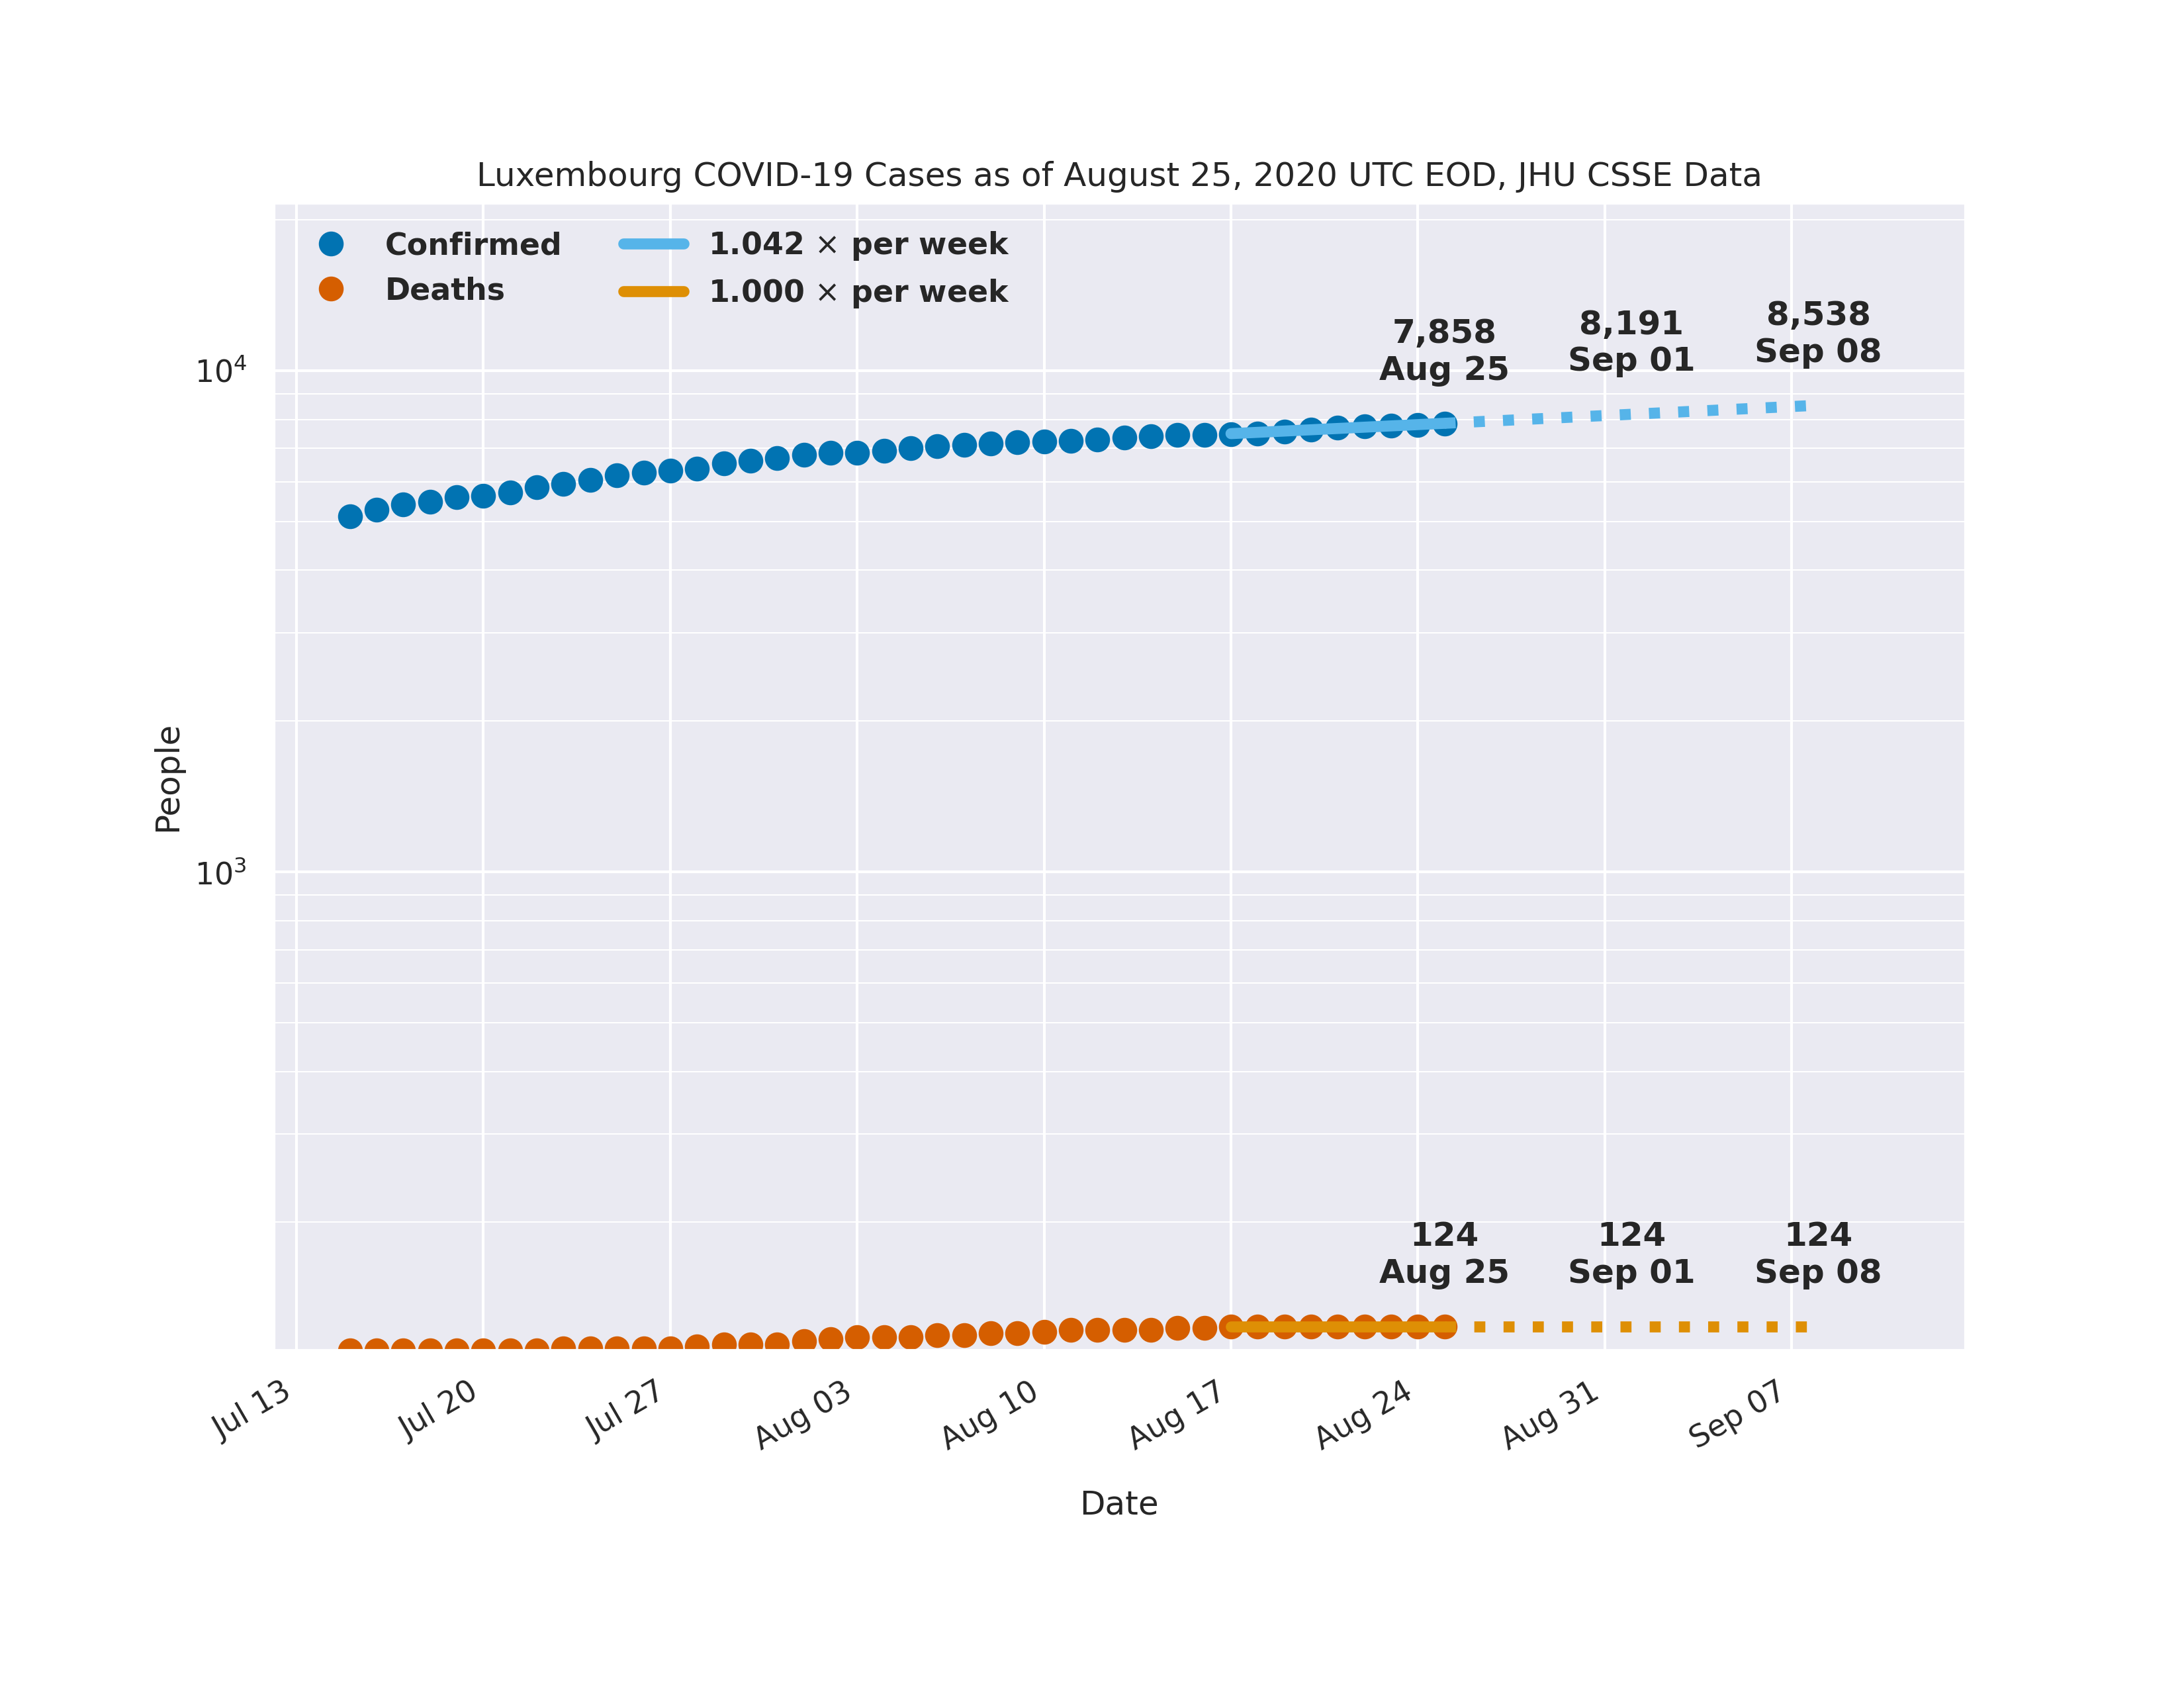 Luxembourg COVID-19 Cases as of August 25, 2020 UTC EOD, JHU CSSE Data
Confirmed
Deaths
1.042 × per week
1.000 × per week
7,858
Aug 25
8,191
Sep 01
8,538
Sep 08
10⁴
10³
People
124
Aug 25
124
Sep 01
124
Sep 08
Jul 13
Jul 20
Jul 27
Aug 03
Aug 10
Aug 17
Aug 24
Aug 31
Sep 07
Date